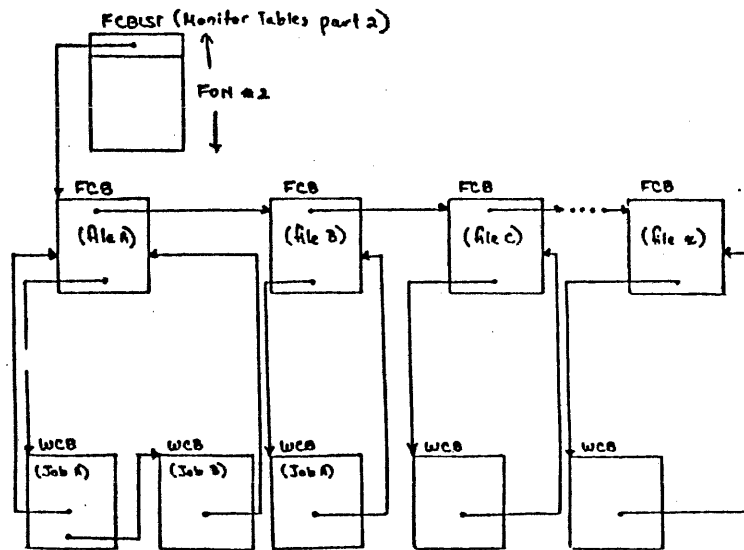 FCBLST (Monitor Tables part 2)
FCB
FCB
FCB
FCB
(file A)
(file B)
(file C)
(file x)
WCB
WCB
WCB
WCB
WCB
(Job A)
(Job B)
(Job A)